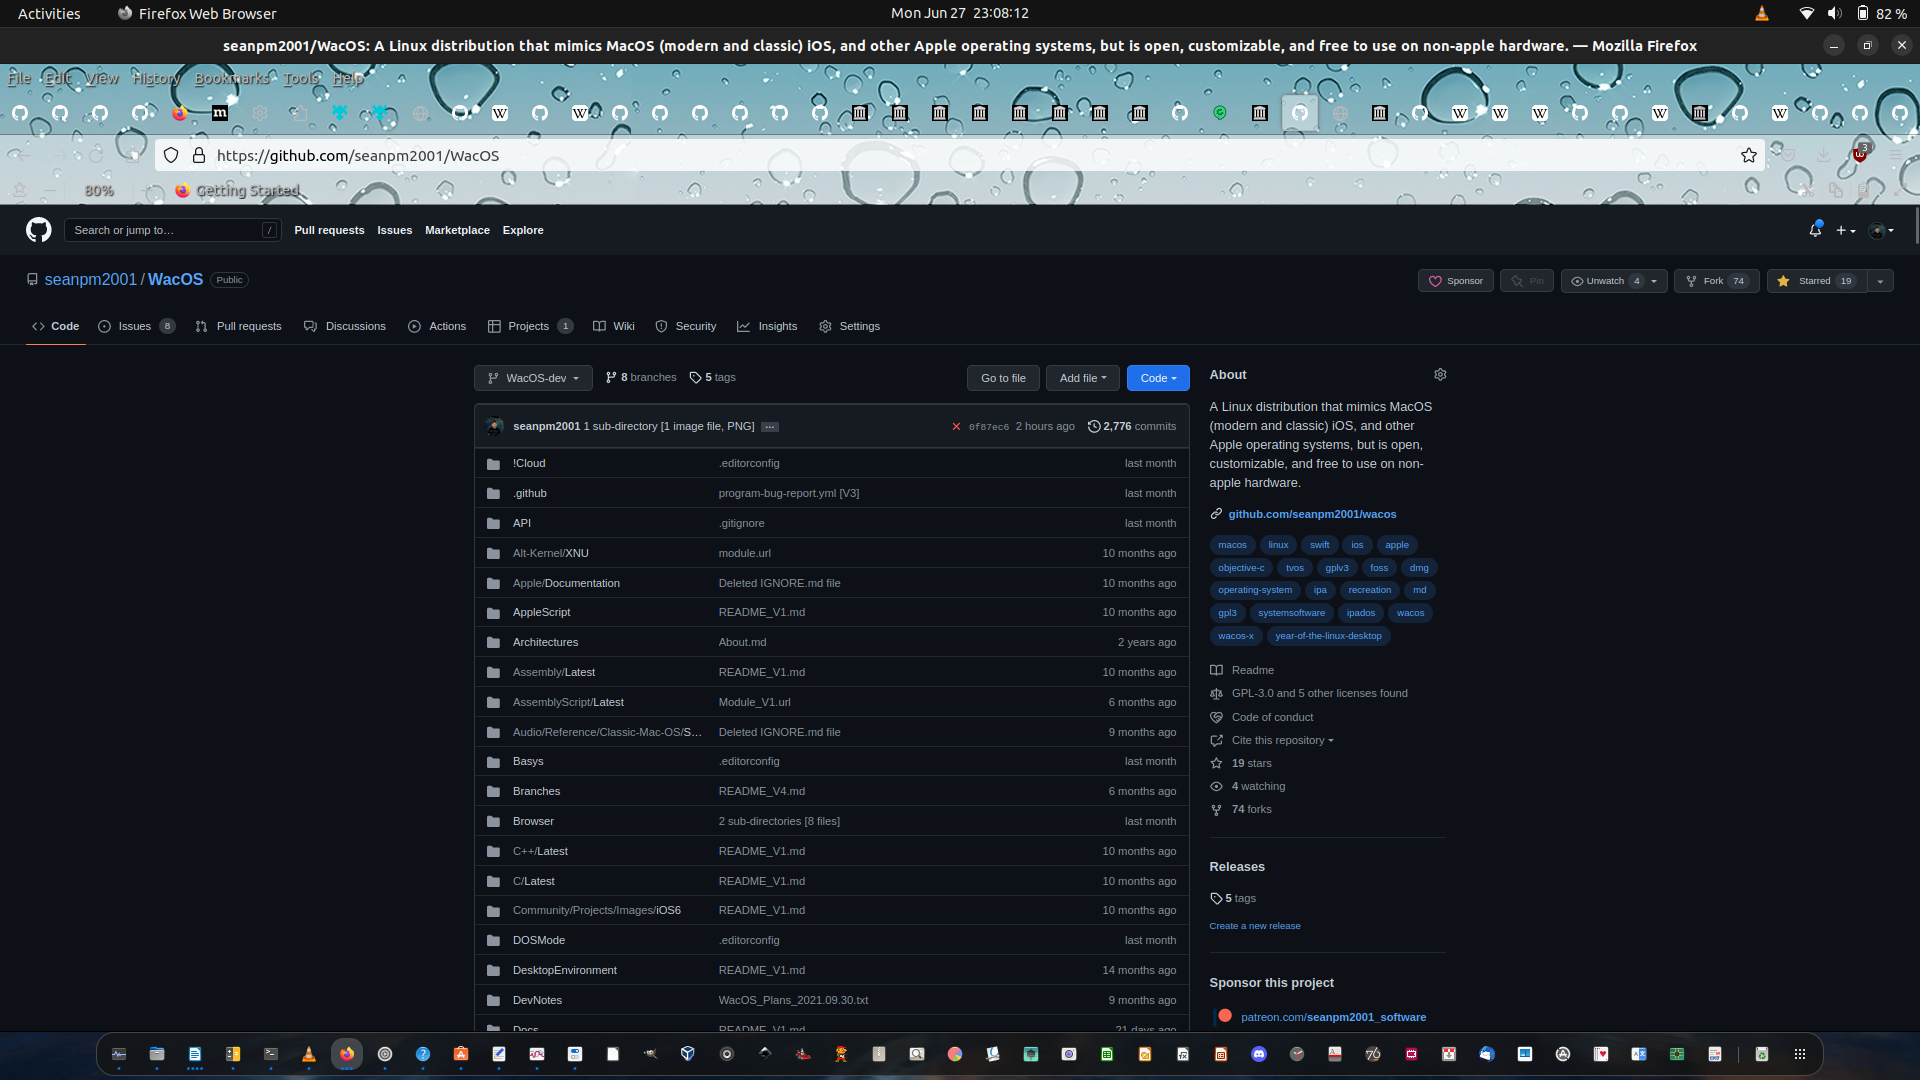 Activities Firefox Web Browser Mon Jun 27 23:08:12 82 %
seanpm2001/WacOS: A Linux distribution that mimics MacOS (modern and classic) iOS, and other Apple operating systems, but is open, customizable, and free to use on non-apple hardware. — Mozilla Firefox
File Edit View History Bookmarks Tools Help
https://github.com/seanpm2001/WacOS 3
80% Getting Started
Search or jump to… / Pull requests Issues Marketplace Explore
seanpm2001 / WacOS Public Sponsor Pin Unwatch 4 Fork 74 Starred 19
Code Issues 8 Pull requests Discussions Actions Projects 1 Wiki Security Insights Settings
WacOS-dev 8 branches 5 tags Go to file Add file Code
seanpm2001 1 sub-directory [1 image file, PNG] … 0f87ec6 2 hours ago 2,776 commits
!Cloud .editorconfig last month
.github program-bug-report.yml [V3] last month
API .gitignore last month
Alt-Kernel/XNU module.url 10 months ago
Apple/Documentation Deleted IGNORE.md file 10 months ago
AppleScript README_V1.md 10 months ago
Architectures About.md 2 years ago
Assembly/Latest README_V1.md 10 months ago
AssemblyScript/Latest Module_V1.url 6 months ago
Audio/Reference/Classic-Mac-OS/S… Deleted IGNORE.md file 9 months ago
Basys .editorconfig last month
Branches README_V4.md 6 months ago
Browser 2 sub-directories [8 files] last month
C++/Latest README_V1.md 10 months ago
C/Latest README_V1.md 10 months ago
Community/Projects/Images/iOS6 README_V1.md 10 months ago
DOSMode .editorconfig last month
DesktopEnvironment README_V1.md 14 months ago
DevNotes WacOS_Plans_2021.09.30.txt 9 months ago
Docs README_V1.md 21 days ago
About
A Linux distribution that mimics MacOS
(modern and classic) iOS, and other
Apple operating systems, but is open,
customizable, and free to use on non-
apple hardware.
github.com/seanpm2001/wacos
macos linux swift ios apple
objective-c tvos gplv3 foss dmg
operating-system ipa recreation md
gpl3 systemsoftware ipados wacos
wacos-x year-of-the-linux-desktop
Readme
GPL-3.0 and 5 other licenses found
Code of conduct
Cite this repository
19 stars
4 watching
74 forks
Releases
5 tags
Create a new release
Sponsor this project
patreon.com/seanpm2001_software